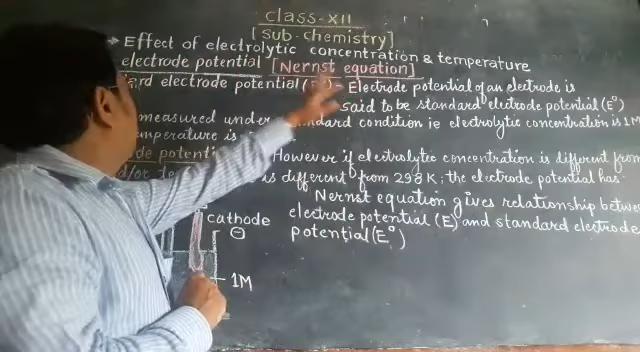 CLASS-XII
[Sub-Chemistry]
Effect of electrolytic concentration & temperature
electrode potential [Nernst equation]
electrode potential (E°) - Electrode potential of an electrode is
said to be standard electrode potential (E°)
measured under standard condition ie electrolytic concentration is 1M
temperature is
However if electrolytic concentration is different from
is different from 298 K; the electrode potential has
Nernst equation gives relationship between
electrode potential (E) and standard electrode
potential (E°)
cathode
⊖
1M